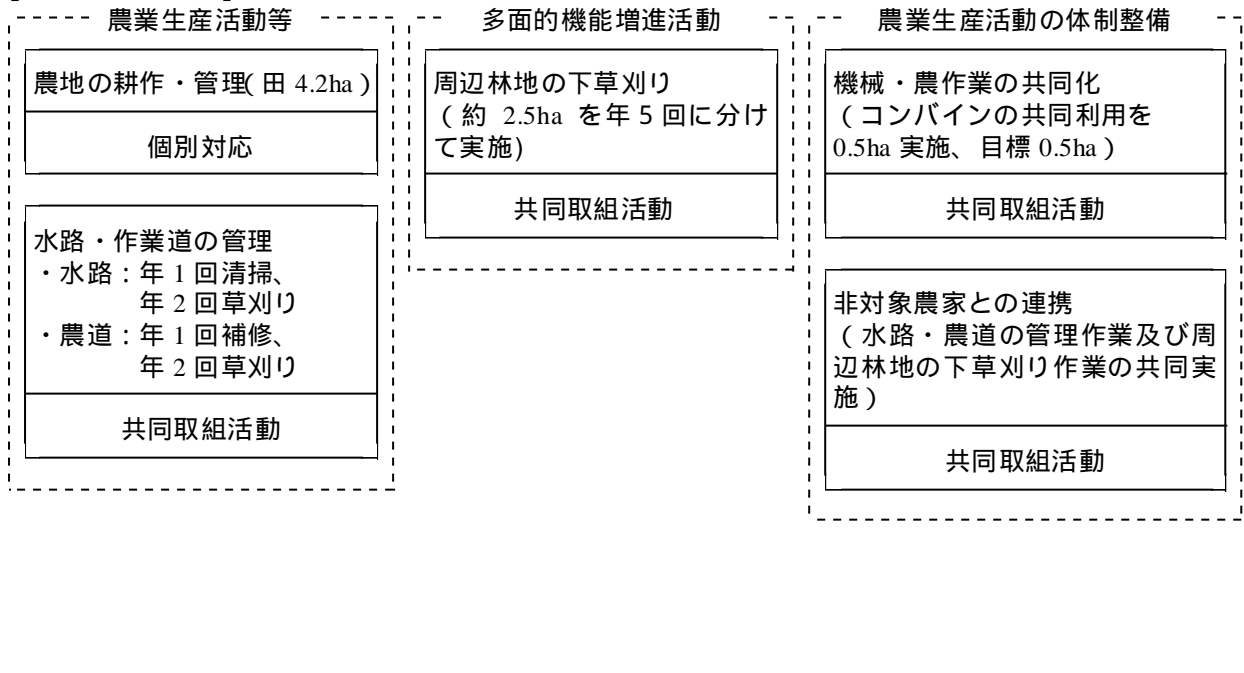 農業生産活動等
農地の耕作・管理(田 4.2ha)
個別対応
水路・作業道の管理
・水路：年 1 回清掃、
年 2 回草刈り
・農道：年 1 回補修、
年 2 回草刈り
共同取組活動
多面的機能増進活動
周辺林地の下草刈り
(約 2.5ha を年５回に分け
て実施)
共同取組活動
農業生産活動の体制整備
機械・農作業の共同化
(コンバインの共同利用を
0.5ha 実施、目標 0.5ha)
共同取組活動
非対象農家との連携
(水路・農道の管理作業及び周
辺林地の下草刈り作業の共同実
施)
共同取組活動